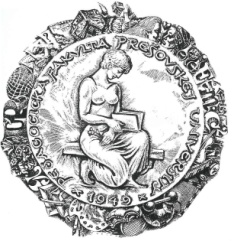 PEDAGOGICKÁ FAKULTA PREŠOVSKEJ UNIVERZITY
* 1949 *